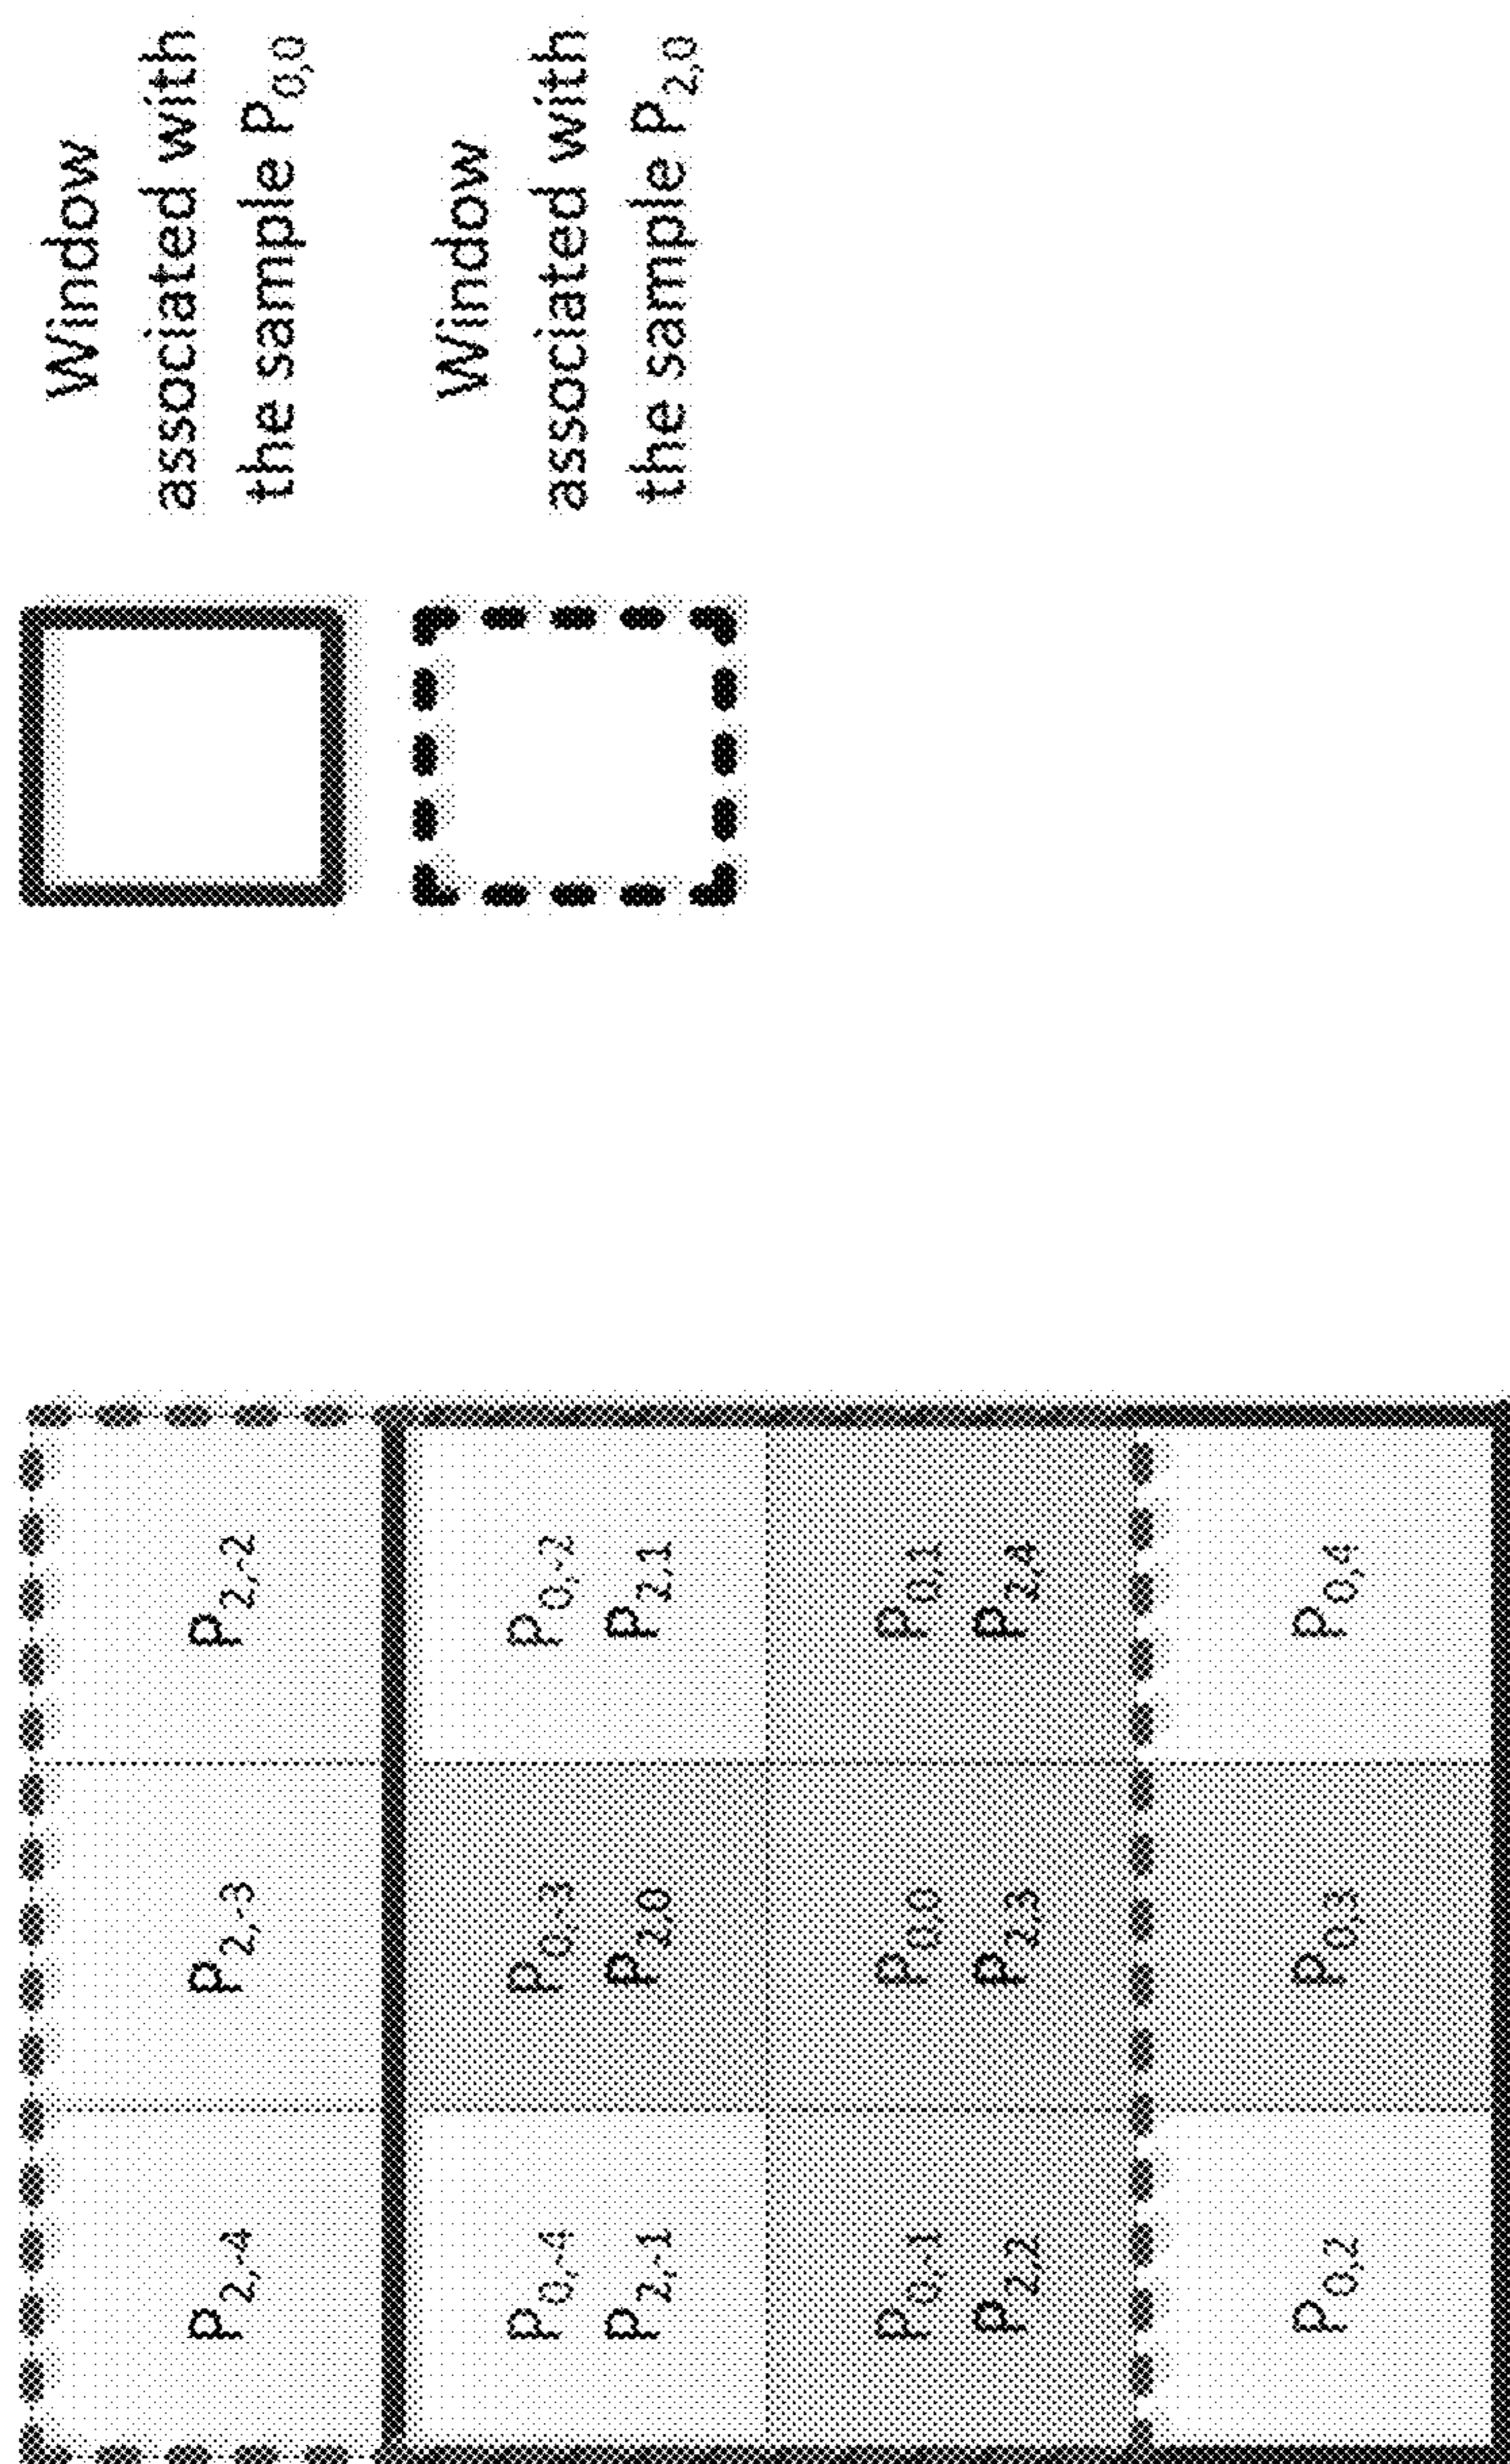 P2,-4 P2,-3 P2,-2
P0,-4 P0,-3 P0,-2
P2,-1 P2,0 P2,1
P0,-1 P0,0 P0,1
P2,2 P2,3 P2,4
P0,2 P0,3 P0,4
Window
associated with
the sample P0,0
Window
associated with
the sample P2,0